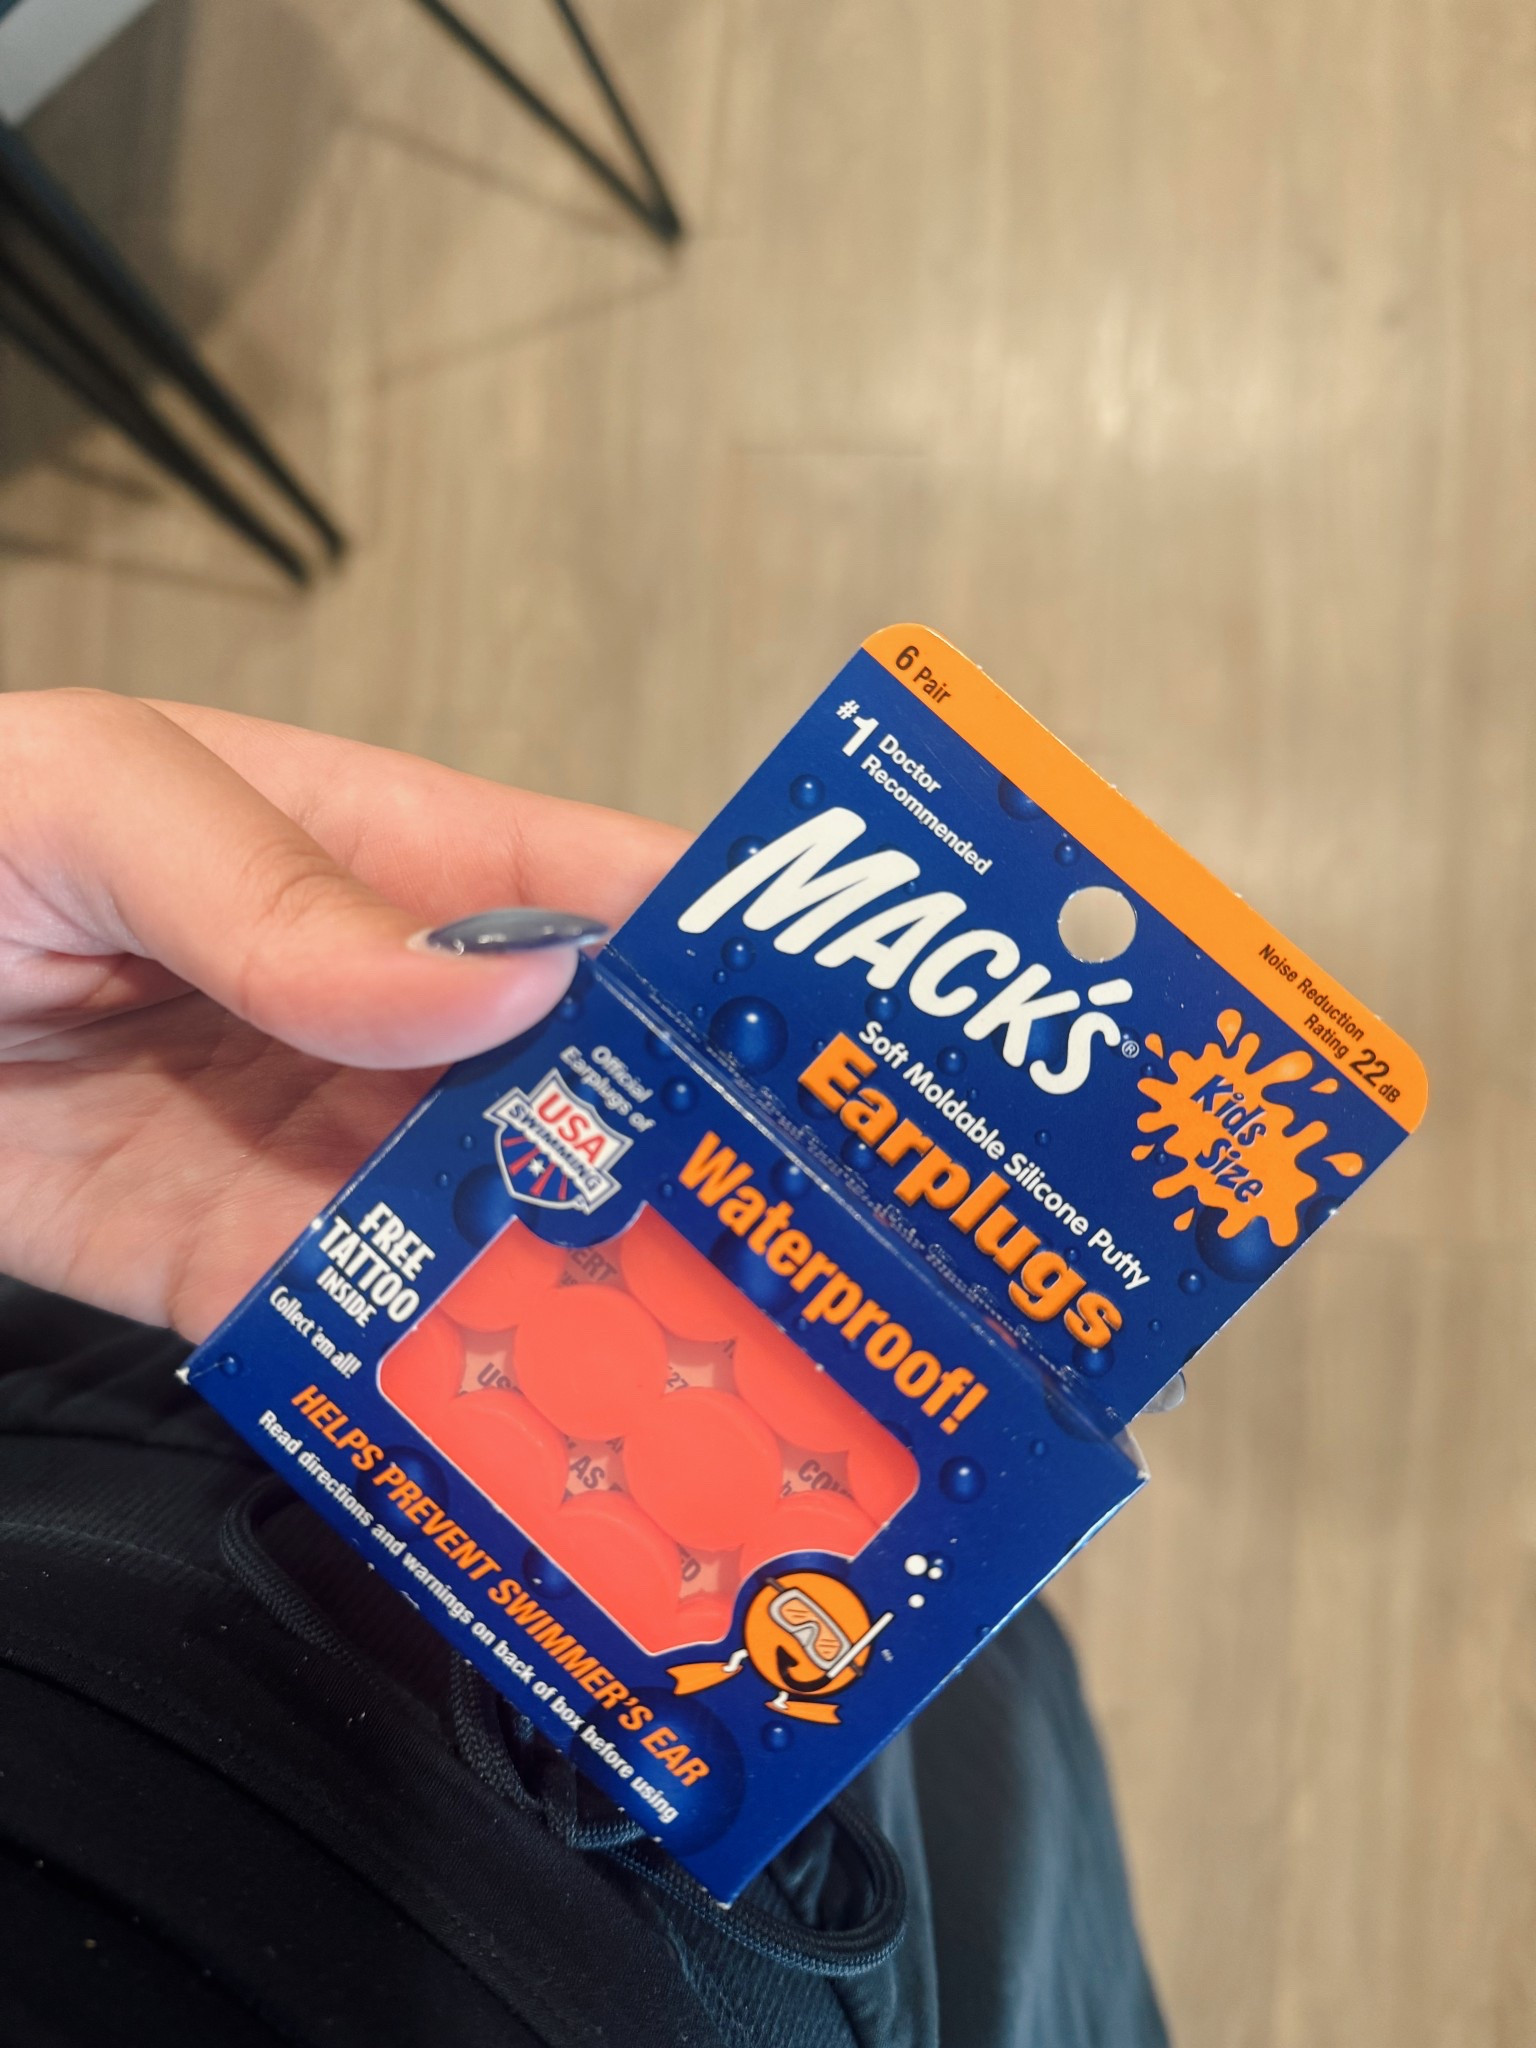 6 Pair
Noise Reduction
Rating 22 dB
#1 Doctor
Recommended
MACK'S®
Soft Moldable Silicone Putty
Earplugs
Kids
Size
Official
Earplugs of
USA
SWIMMING
Waterproof!
FREE
TATTOO
INSIDE
Collect 'em all!
HELPS PREVENT SWIMMER'S EAR
Read directions and warnings on back of box before using